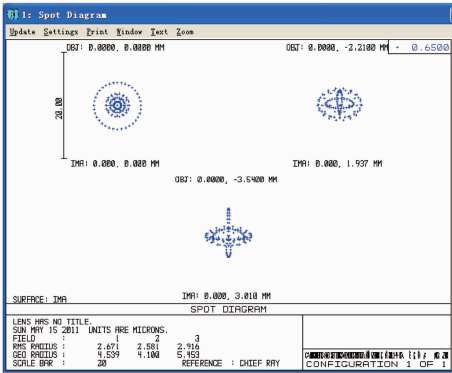 1: Spot Diagram
Update Settings Print Window Text Zoom
OBJ: 0.0000, 0.0000 MM
OBJ: 0.0000, -2.2100 MM
+ 0.6500
20.00
IMA: 0.000, 0.000 MM
IMA: 0.000, 1.937 MM
OBJ: 0.0000, -3.5400 MM
IMA: 0.000, 3.010 MM
SURFACE: IMA
SPOT DIAGRAM
LENS HAS NO TITLE.
SUN MAY 15 2011 UNITS ARE MICRONS.
FIELD : 1 2 3
RMS RADIUS : 2.671 2.581 2.916
GEO RADIUS : 4.539 4.100 5.453
SCALE BAR : 20 REFERENCE : CHIEF RAY
CONFIGURATION 1 OF 1